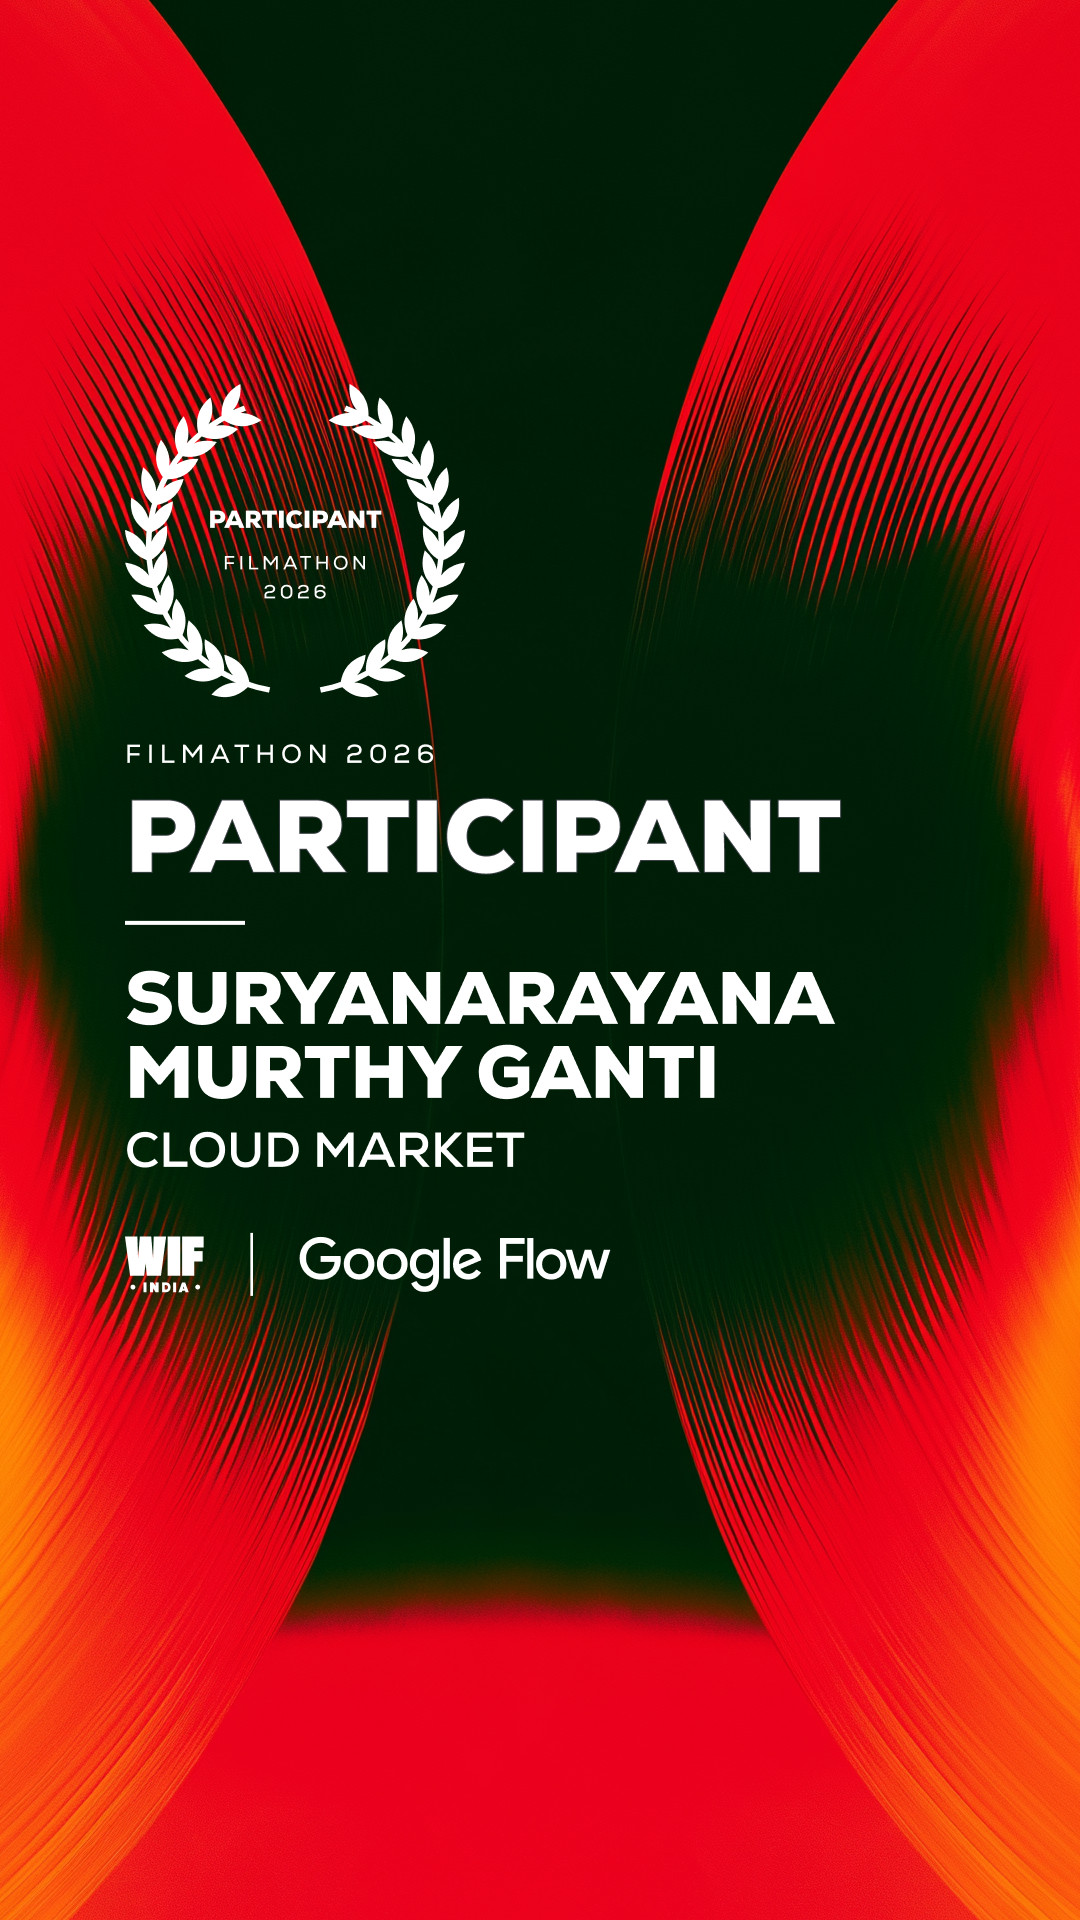 PARTICIPANT
FILMATHON
2026
FILMATHON 2026
PARTICIPANT
SURYANARAYANA
MURTHY GANTI
CLOUD MARKET
WIF
• INDIA •
Google Flow